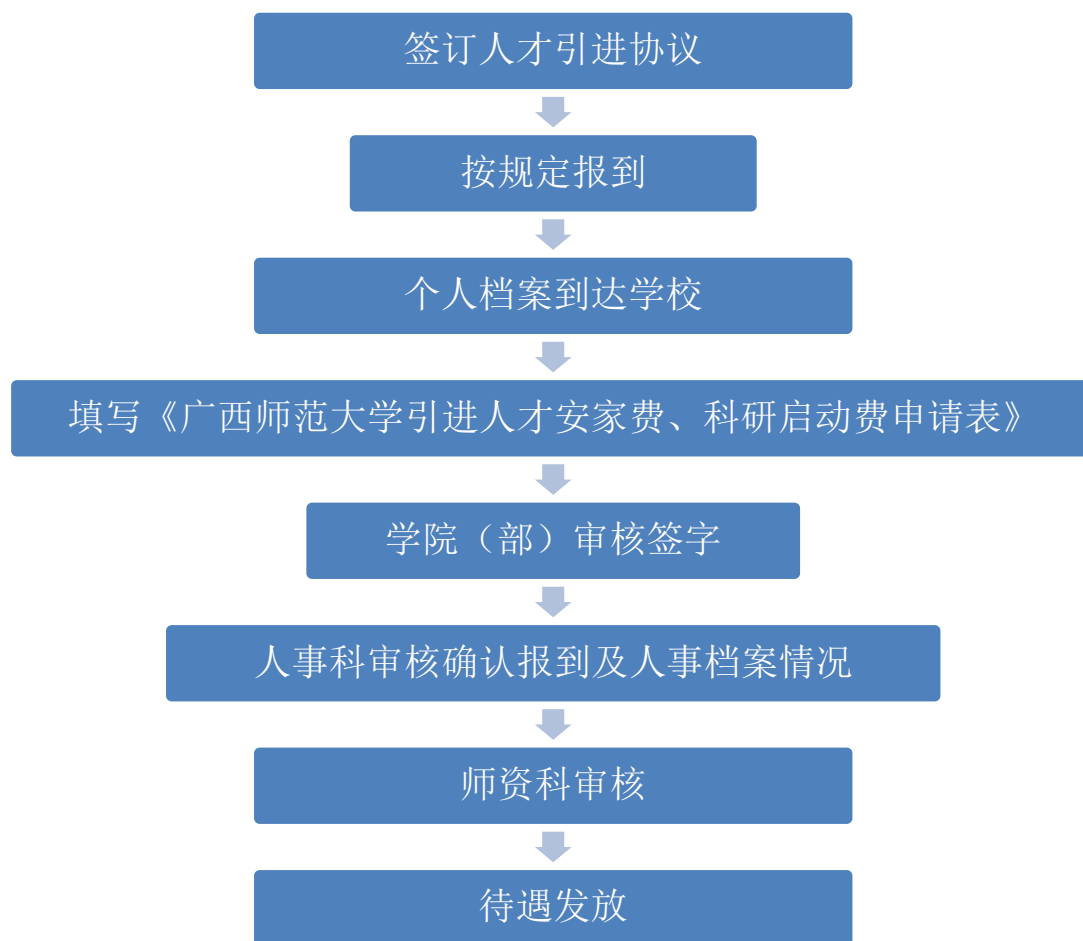 签订人才引进协议
按规定报到
个人档案到达学校
填写《广西师范大学引进人才安家费、科研启动费申请表》
学院（部）审核签字
人事科审核确认报到及人事档案情况
师资科审核
待遇发放